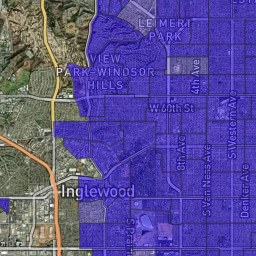 LEIMERT
PARK
VIEW
PARK-WINDSOR
HILLS
W 60th St
4th Ave
S Western Ave
8th Ave
S Van Ness Ave
Denker Ave
Inglewood